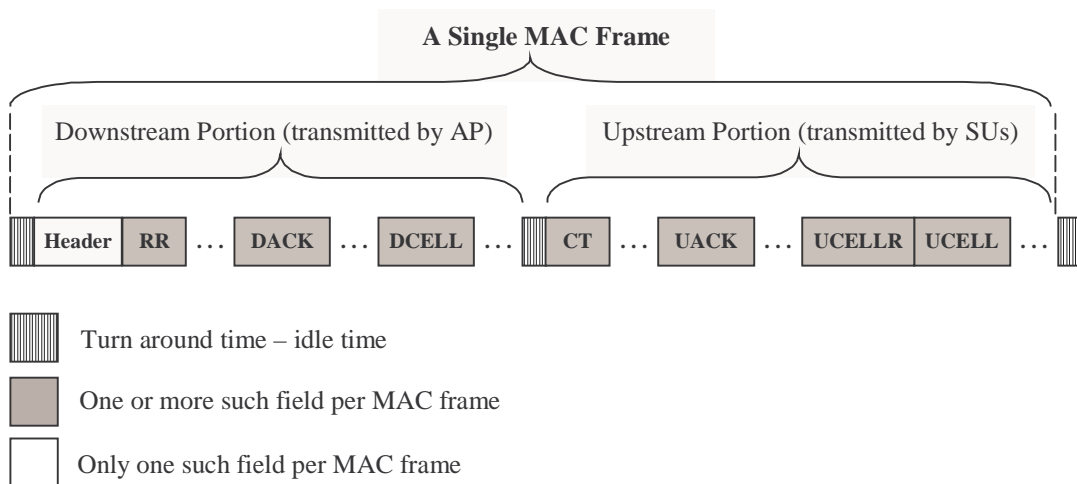 A Single MAC Frame
Downstream Portion (transmitted by AP) Upstream Portion (transmitted by SUs)
Header RR ... DACK ... DCELL ... CT ... UACK ... UCELLR UCELL ...
Turn around time – idle time
One or more such field per MAC frame
Only one such field per MAC frame